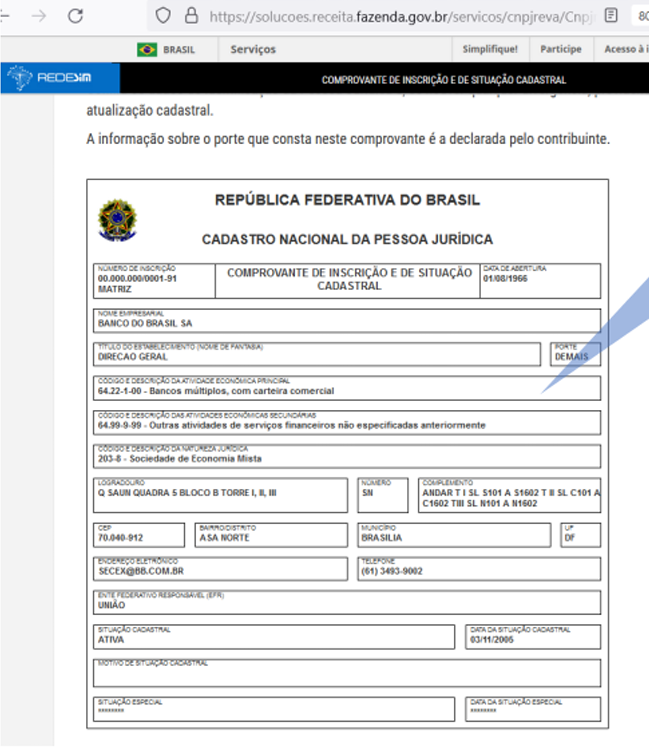 https://solucoes.receita.fazenda.gov.br/servicos/cnpjreva/Cnpj
80
BRASIL Serviços Simplifique! Participe Acesso à i
REDESIM COMPROVANTE DE INSCRIÇÃO E DE SITUAÇÃO CADASTRAL
atualização cadastral.
A informação sobre o porte que consta neste comprovante é a declarada pelo contribuinte.
REPÚBLICA FEDERATIVA DO BRASIL
CADASTRO NACIONAL DA PESSOA JURÍDICA
NÚMERO DE INSCRIÇÃO
00.000.000/0001-91
MATRIZ
COMPROVANTE DE INSCRIÇÃO E DE SITUAÇÃO
CADASTRAL
DATA DE ABERTURA
01/08/1966
NOME EMPRESARIAL
BANCO DO BRASIL SA
TÍTULO DO ESTABELECIMENTO (NOME DE FANTASIA)
DIRECAO GERAL
PORTE
DEMAIS
CÓDIGO E DESCRIÇÃO DA ATIVIDADE ECONÔMICA PRINCIPAL
64.22-1-00 - Bancos múltiplos, com carteira comercial
CÓDIGO E DESCRIÇÃO DAS ATIVIDADES ECONÔMICAS SECUNDÁRIAS
64.99-9-99 - Outras atividades de serviços financeiros não especificadas anteriormente
CÓDIGO E DESCRIÇÃO DA NATUREZA JURÍDICA
203-8 - Sociedade de Economia Mista
LOGRADOURO
Q SAUN QUADRA 5 BLOCO B TORRE I, II, III
NÚMERO
SN
COMPLEMENTO
ANDAR T I SL S101 A S1602 T II SL C101 A
C1602 TIII SL N101 A N1602
CEP
70.040-912
BAIRRO/DISTRITO
ASA NORTE
MUNICÍPIO
BRASILIA
UF
DF
ENDEREÇO ELETRÔNICO
SECEX@BB.COM.BR
TELEFONE
(61) 3493-9002
ENTE FEDERATIVO RESPONSÁVEL (EFR)
UNIÃO
SITUAÇÃO CADASTRAL
ATIVA
DATA DA SITUAÇÃO CADASTRAL
03/11/2005
MOTIVO DE SITUAÇÃO CADASTRAL
SITUAÇÃO ESPECIAL
********
DATA DA SITUAÇÃO ESPECIAL
********